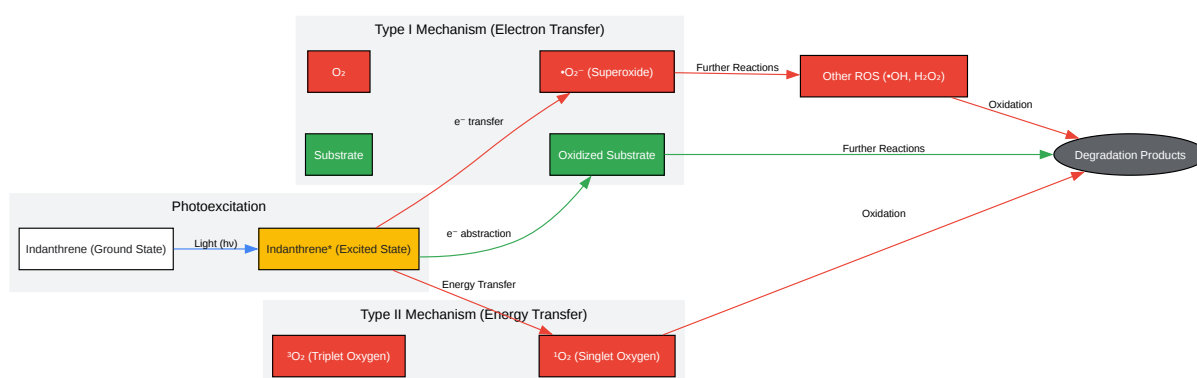 Type I Mechanism (Electron Transfer)
O₂
•O₂⁻ (Superoxide)
Further Reactions
Other ROS (•OH, H₂O₂)
Oxidation
e⁻ transfer
Substrate
Oxidized Substrate
Further Reactions
Degradation Products
Photoexcitation
Indanthrene (Ground State)
Light (hν)
Indanthrene* (Excited State)
e⁻ abstraction
Oxidation
Energy Transfer
Type II Mechanism (Energy Transfer)
³O₂ (Triplet Oxygen)
¹O₂ (Singlet Oxygen)